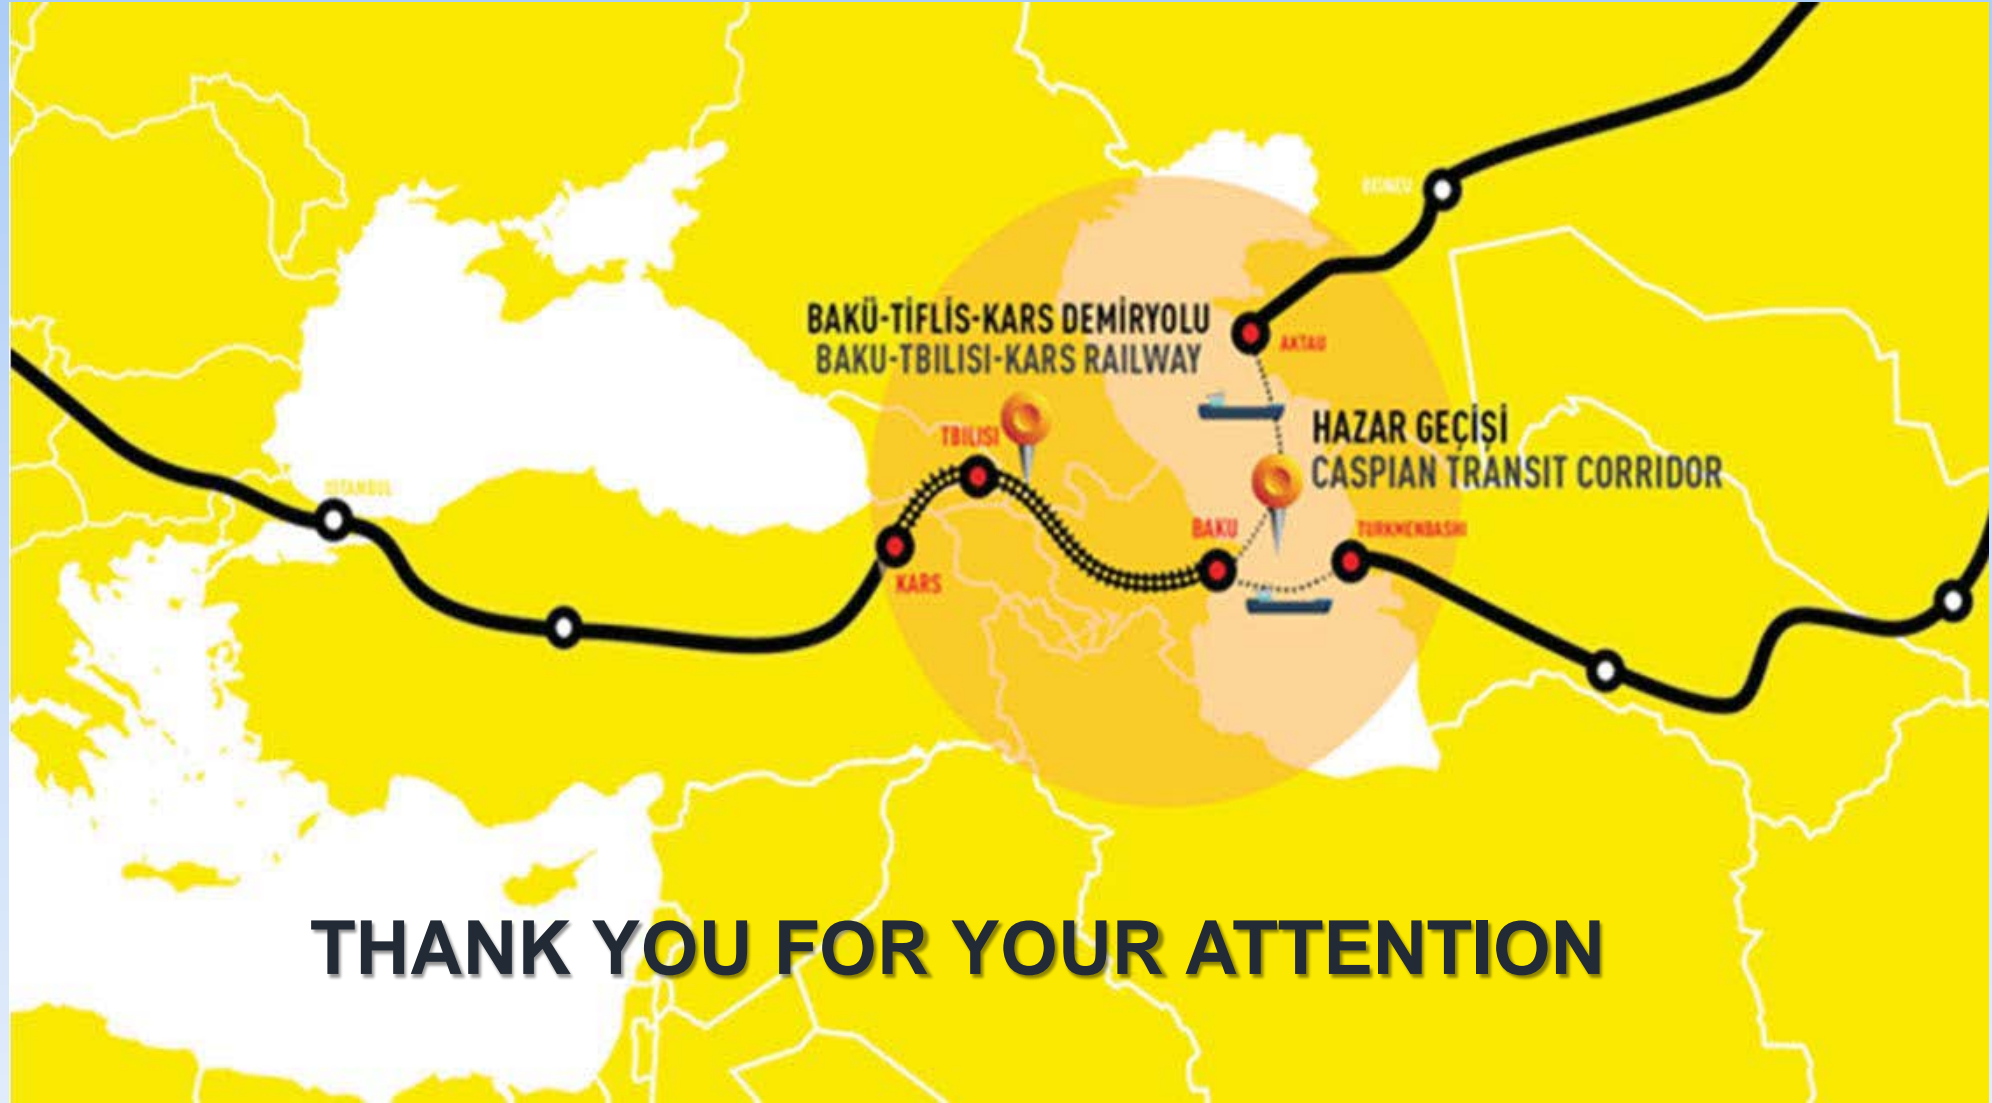 BEINEU
BAKÜ-TİFLİS-KARS DEMİRYOLU
BAKU-TBILISI-KARS RAILWAY
AKTAU
HAZAR GEÇİŞİ
CASPIAN TRANSIT CORRIDOR
TBILISI
ISTANBUL
BAKU
TURKMENBASHI
KARS
THANK YOU FOR YOUR ATTENTION